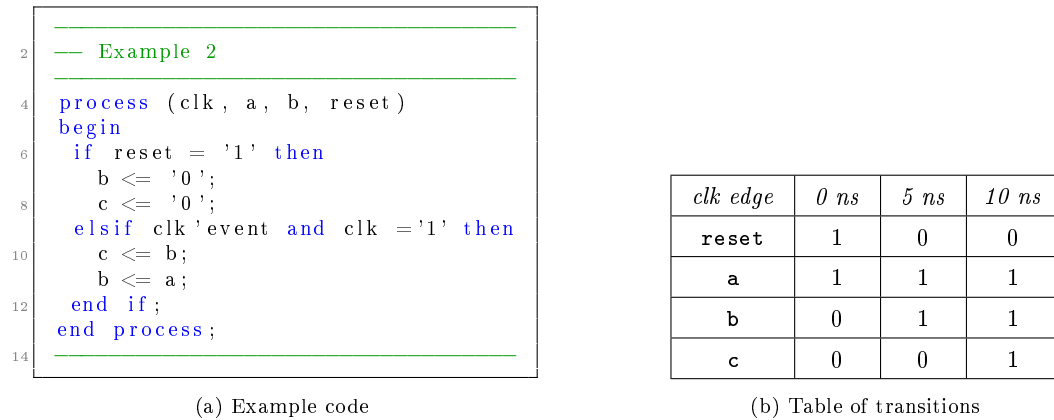 2 -- Example 2
4 process (clk, a, b, reset)
begin
6 if reset = '1' then
b <= '0';
8 c <= '0';
elsif clk'event and clk ='1' then
10 c <= b;
b <= a;
12 end if;
end process;
14
(a) Example code
clk edge 0 ns 5 ns 10 ns
reset 1 0 0
a 1 1 1
b 0 1 1
c 0 0 1
(b) Table of transitions